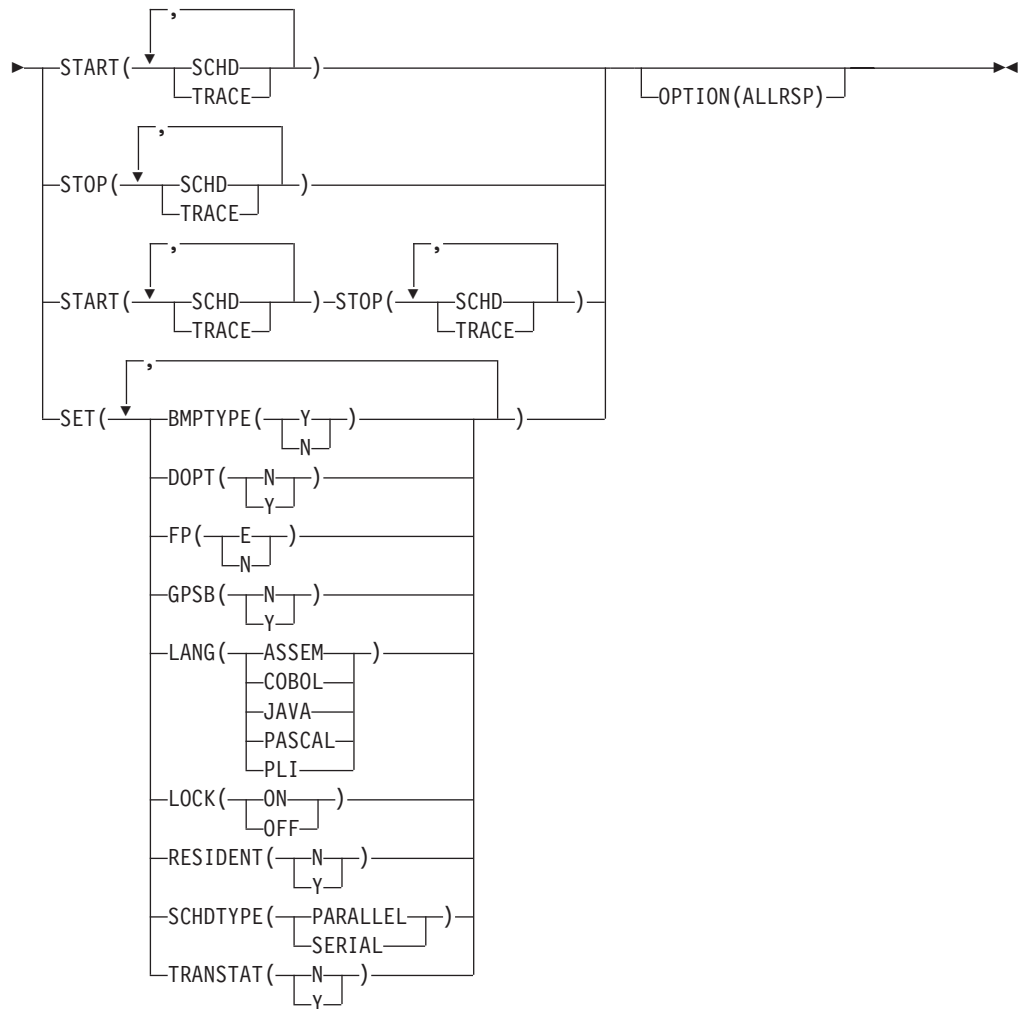 ,
START( SCHD )
TRACE
OPTION(ALLRSP)
,
STOP( SCHD )
TRACE
, ,
START( SCHD ) STOP( SCHD )
TRACE TRACE
,
SET( BMPTYPE( Y ) )
N
DOPT( N )
Y
FP( E )
N
GPSB( N )
Y
LANG( ASSEM )
COBOL
JAVA
PASCAL
PLI
LOCK( ON )
OFF
RESIDENT( N )
Y
SCHDTYPE( PARALLEL )
SERIAL
TRANSTAT( N )
Y